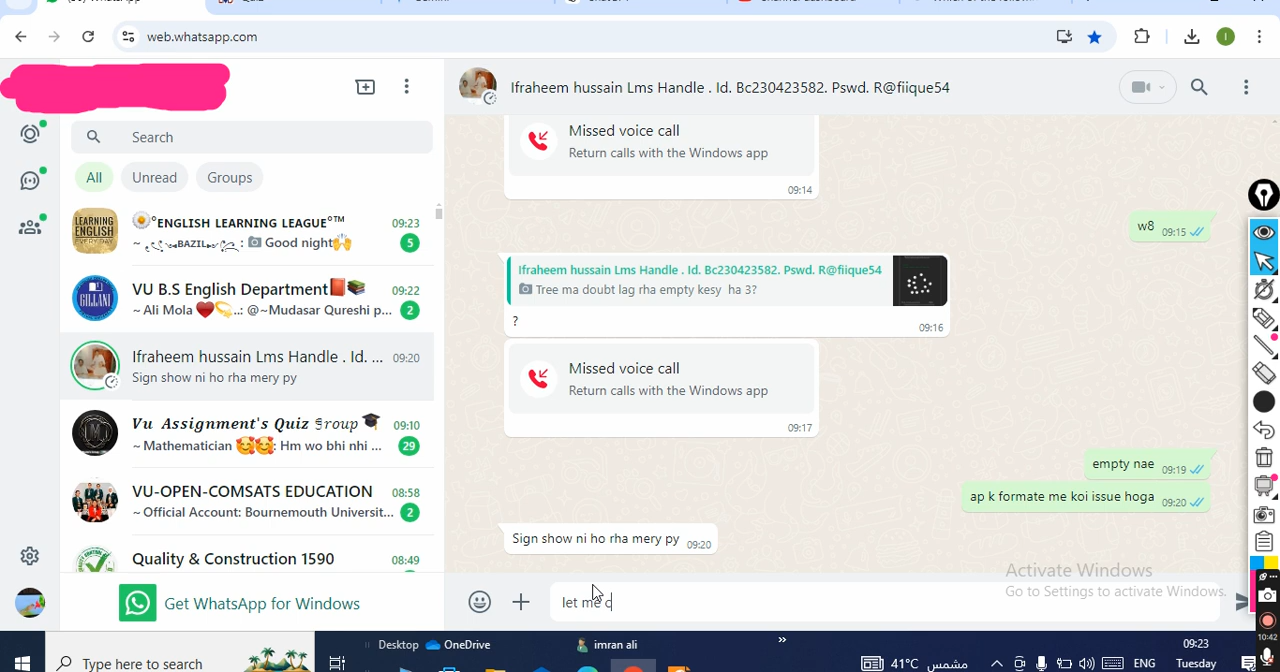 web.whatsapp.com
Ifraheem hussain Lms Handle . Id. Bc230423582. Pswd. R@fiique54
Search
All
Unread
Groups
°ENGLISH LEARNING LEAGUE°™
09:23
Good night
5
VU B.S English Department
09:22
~ Ali Mola ..: @~Mudasar Qureshi p...
2
Ifraheem hussain Lms Handle . Id. ...
09:20
Sign show ni ho rha mery py
Vu Assignment's Quiz Group
09:10
~ Mathematician : Hm wo bhi nhi ...
29
VU-OPEN-COMSATS EDUCATION
08:58
~ Official Account: Bournemouth Universit...
2
Quality & Construction 1590
08:49
Get WhatsApp for Windows
LEARNING
ENGLISH
EVERY DAY
GILLANI
Missed voice call
Return calls with the Windows app
09:14
w8 09:15
Ifraheem hussain Lms Handle . Id. Bc230423582. Pswd. R@fiique54
Tree ma doubt lag rha empty kesy ha 3?
?
09:16
Missed voice call
Return calls with the Windows app
09:17
empty nae 09:19
ap k formate me koi issue hoga 09:20
Sign show ni ho rha mery py 09:20
let me c
Activate Windows
Go to Settings to activate Windows.
10:42
Type here to search
Desktop
OneDrive
imran ali
»
41°C
مشمس
ENG
09:23
Tuesday